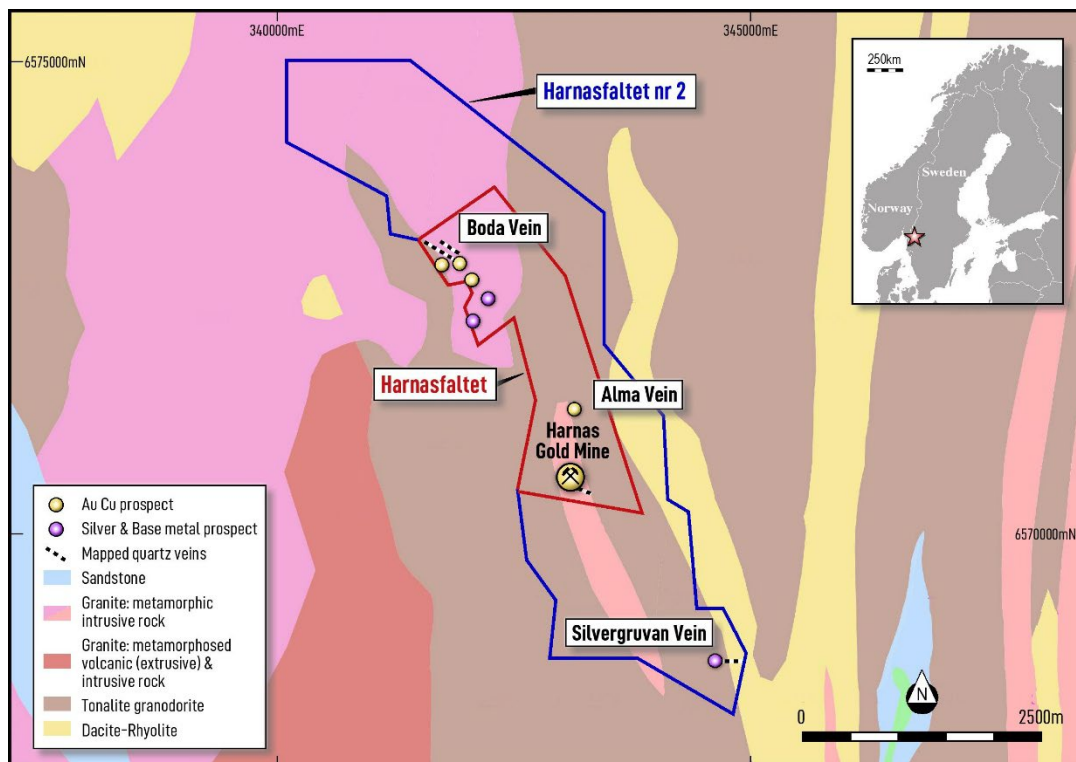 340000mE
345000mE
6575000mN
Harnasfaltet nr 2
250km
Sweden
Norway
Boda Vein
Harnasfaltet
Alma Vein
Harnas
Gold Mine
Au Cu prospect
Silver & Base metal prospect
Mapped quartz veins
Sandstone
Granite: metamorphic
intrusive rock
Granite: metamorphosed
volcanic (extrusive) &
intrusive rock
Tonalite granodorite
Dacite-Rhyolite
6570000mN
Silvergruvan Vein
N
0
2500m